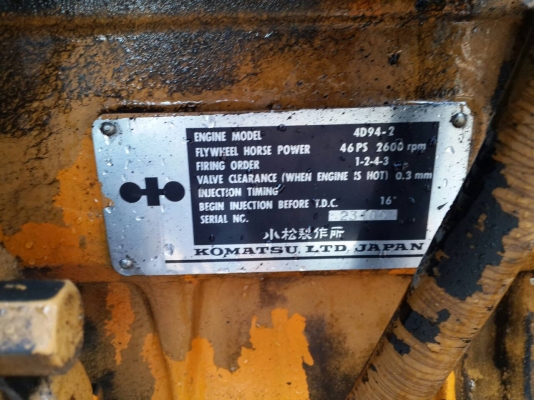 ENGINE MODEL 4D94-2
FLYWHEEL HORSE POWER 46PS 2600 rpm
FIRING ORDER 1-2-4-3
VALVE CLEARANCE (WHEN ENGINE IS HOT) 0.3 mm
INJECTION TIMING
BEGIN INJECTION BEFORE T.D.C. 16°
SERIAL NO.
小松製作所
KOMATSU, LTD. JAPAN